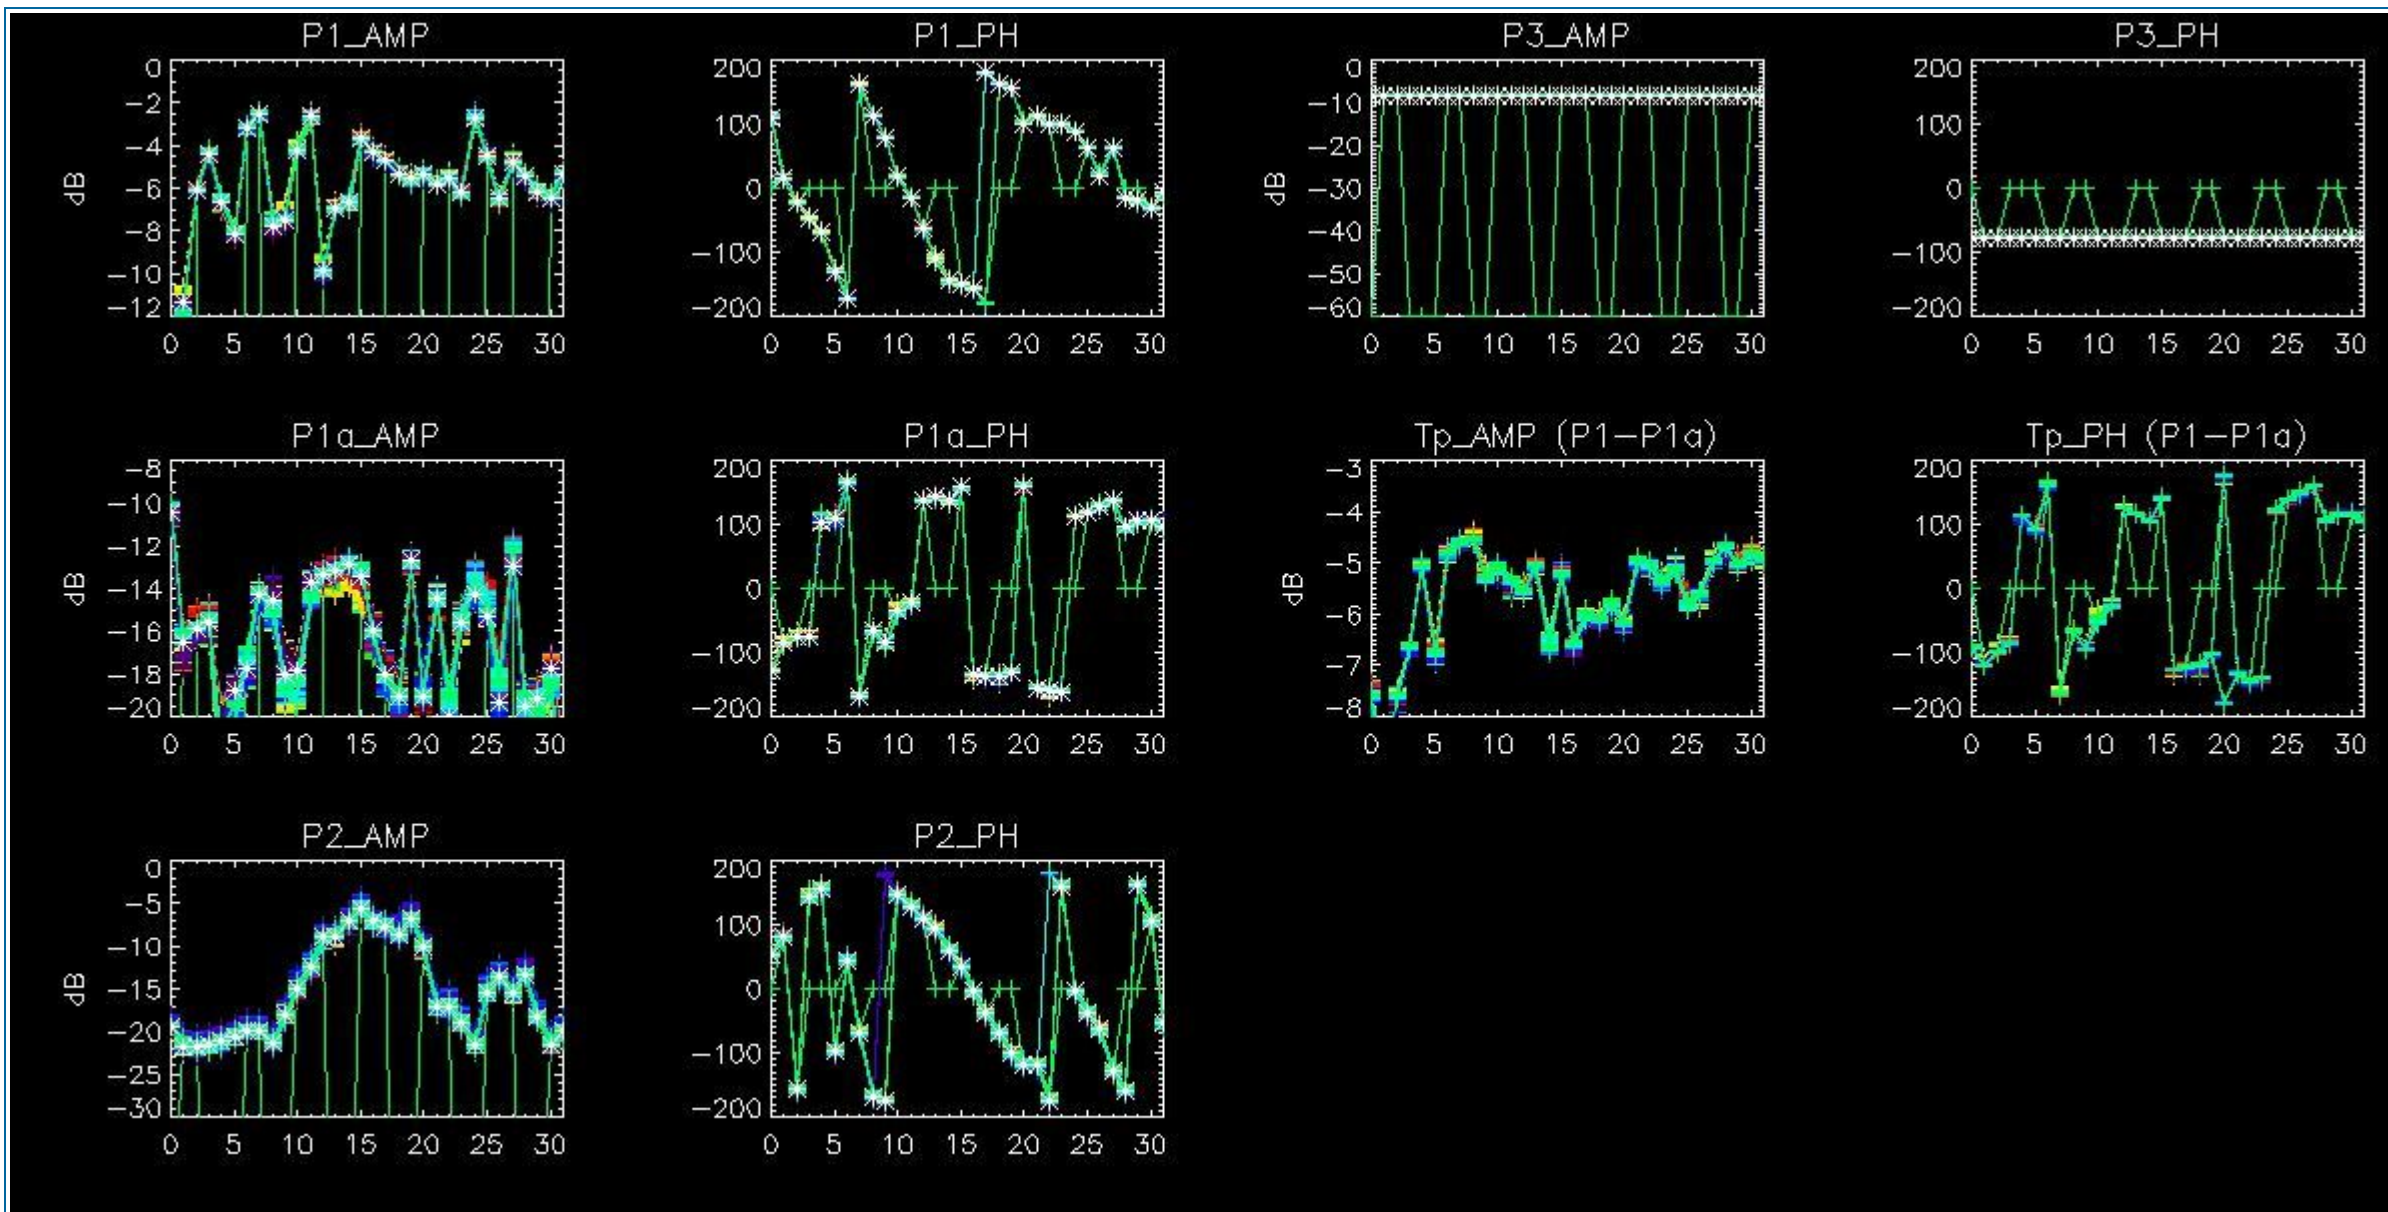 P1_AMP P1_PH P3_AMP P3_PH
0 200 0 200
-2 100 -10 100
-4 0 -20 0
dB -6 -100 dB -30 -100
-8 -200 -40 -200
-10 -50
-12 -60
0 5 10 15 20 25 30 0 5 10 15 20 25 30 0 5 10 15 20 25 30 0 5 10 15 20 25 30
P1a_AMP P1a_PH Tp_AMP (P1-P1a) Tp_PH (P1-P1a)
-8 200 -3 200
-10 100 -4 100
-12 0 -5 0
dB -14 -100 dB -6 -100
-16 -200 -7 -200
-18 -8
-20
0 5 10 15 20 25 30 0 5 10 15 20 25 30 0 5 10 15 20 25 30 0 5 10 15 20 25 30
P2_AMP P2_PH
0 200
-5 100
-10 0
dB -15 -100
-20 -200
-25
-30
0 5 10 15 20 25 30 0 5 10 15 20 25 30